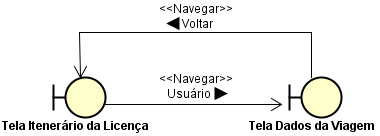 <<Navegar>>
◀ Voltar
<<Navegar>>
Usuário ▶
Tela Itenerário da Licença
Tela Dados da Viagem